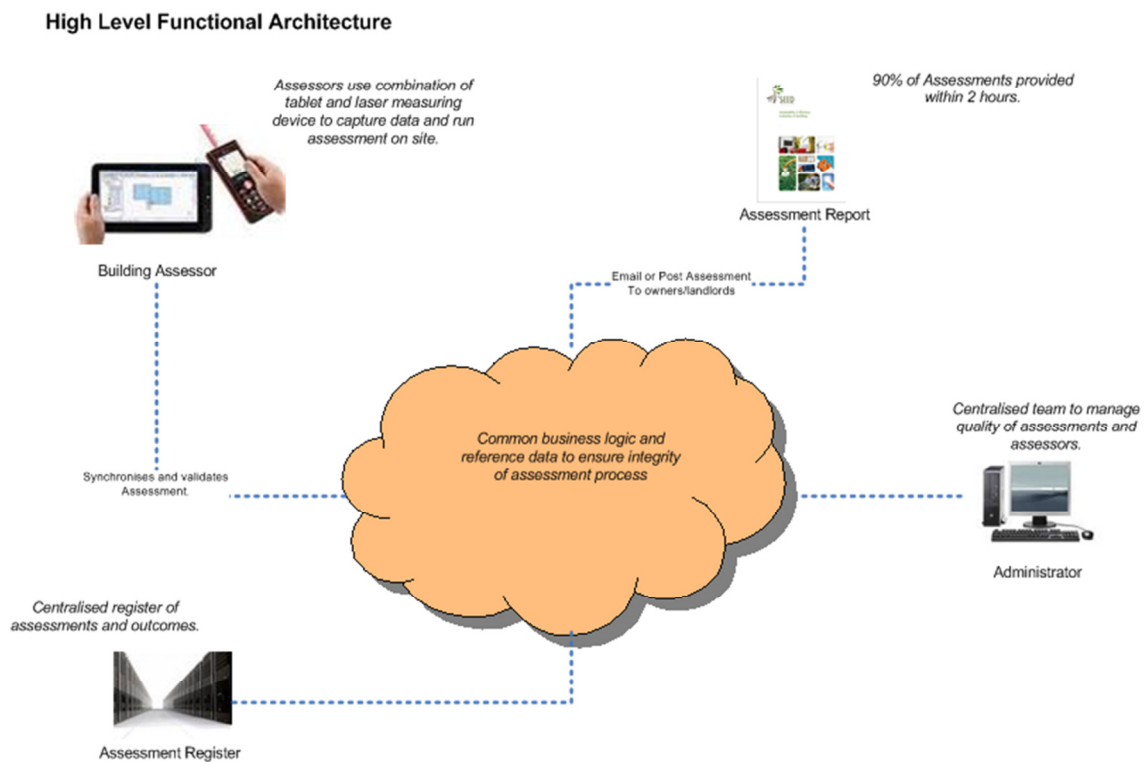 High Level Functional Architecture
Assessors use combination of
tablet and laser measuring
device to capture data and run
assessment on site.
90% of Assessments provided
within 2 hours.
Building Assessor
Assessment Report
Email or Post Assessment
To owners/landlords
Common business logic and
reference data to ensure integrity
of assessment process
Centralised team to manage
quality of assessments and
assessors.
Synchronises and validates
Assessment.
Administrator
Centralised register of
assessments and outcomes.
Assessment Register